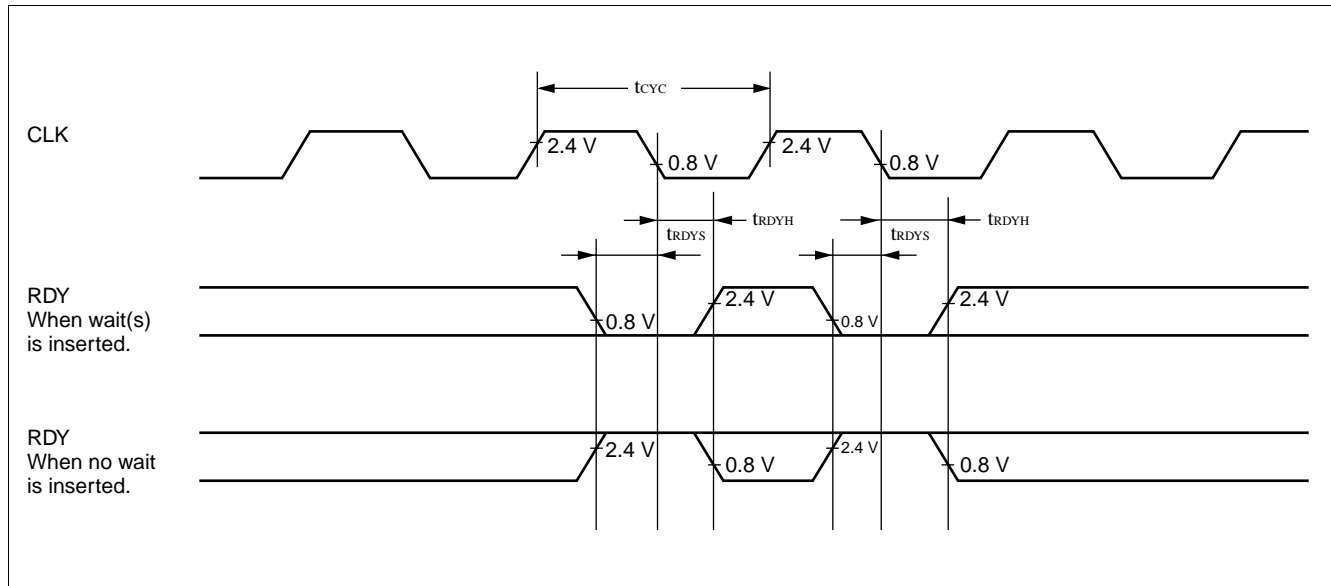 tCYC
CLK
2.4 V
0.8 V
2.4 V
0.8 V
tRDYS
tRDYH
tRDYS
tRDYH
RDY
When wait(s)
is inserted.
0.8 V
2.4 V
0.8 V
2.4 V
RDY
When no wait
is inserted.
2.4 V
0.8 V
2.4 V
0.8 V